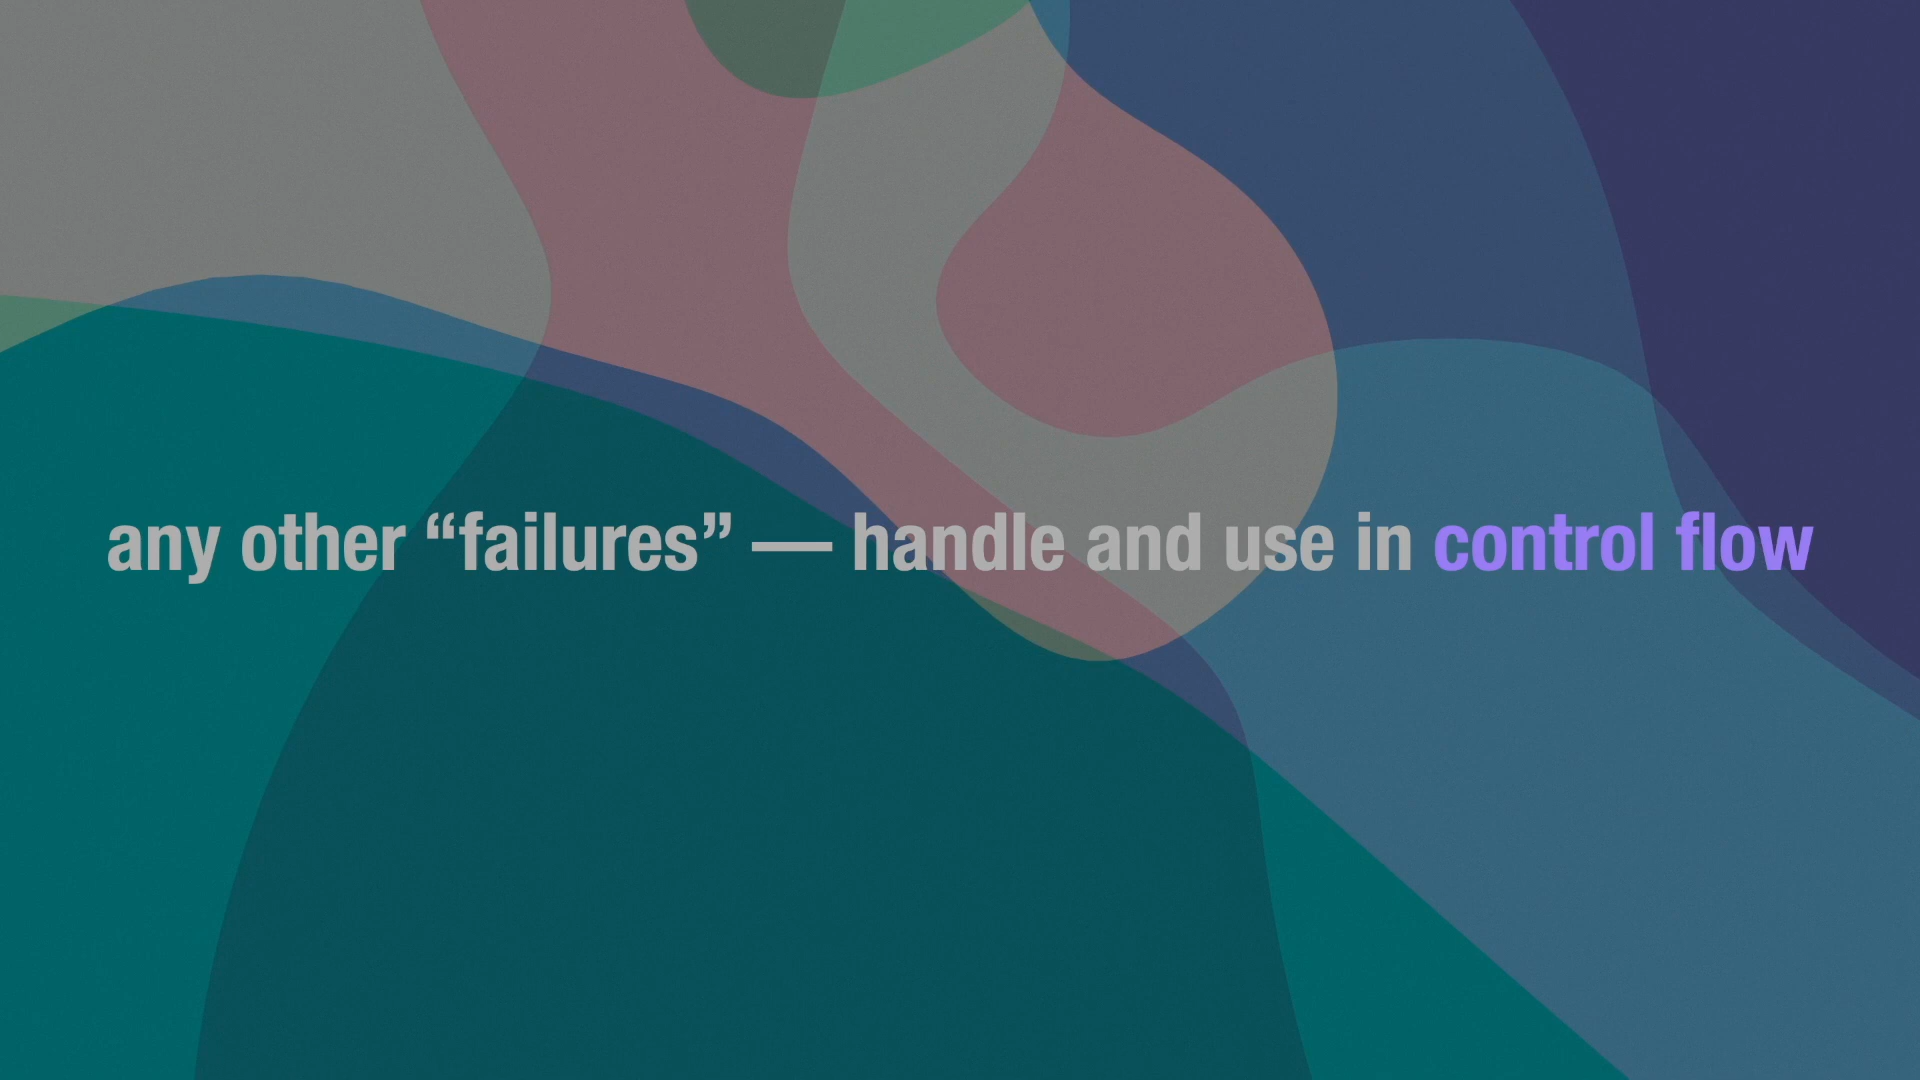 any other “failures” — handle and use in control flow